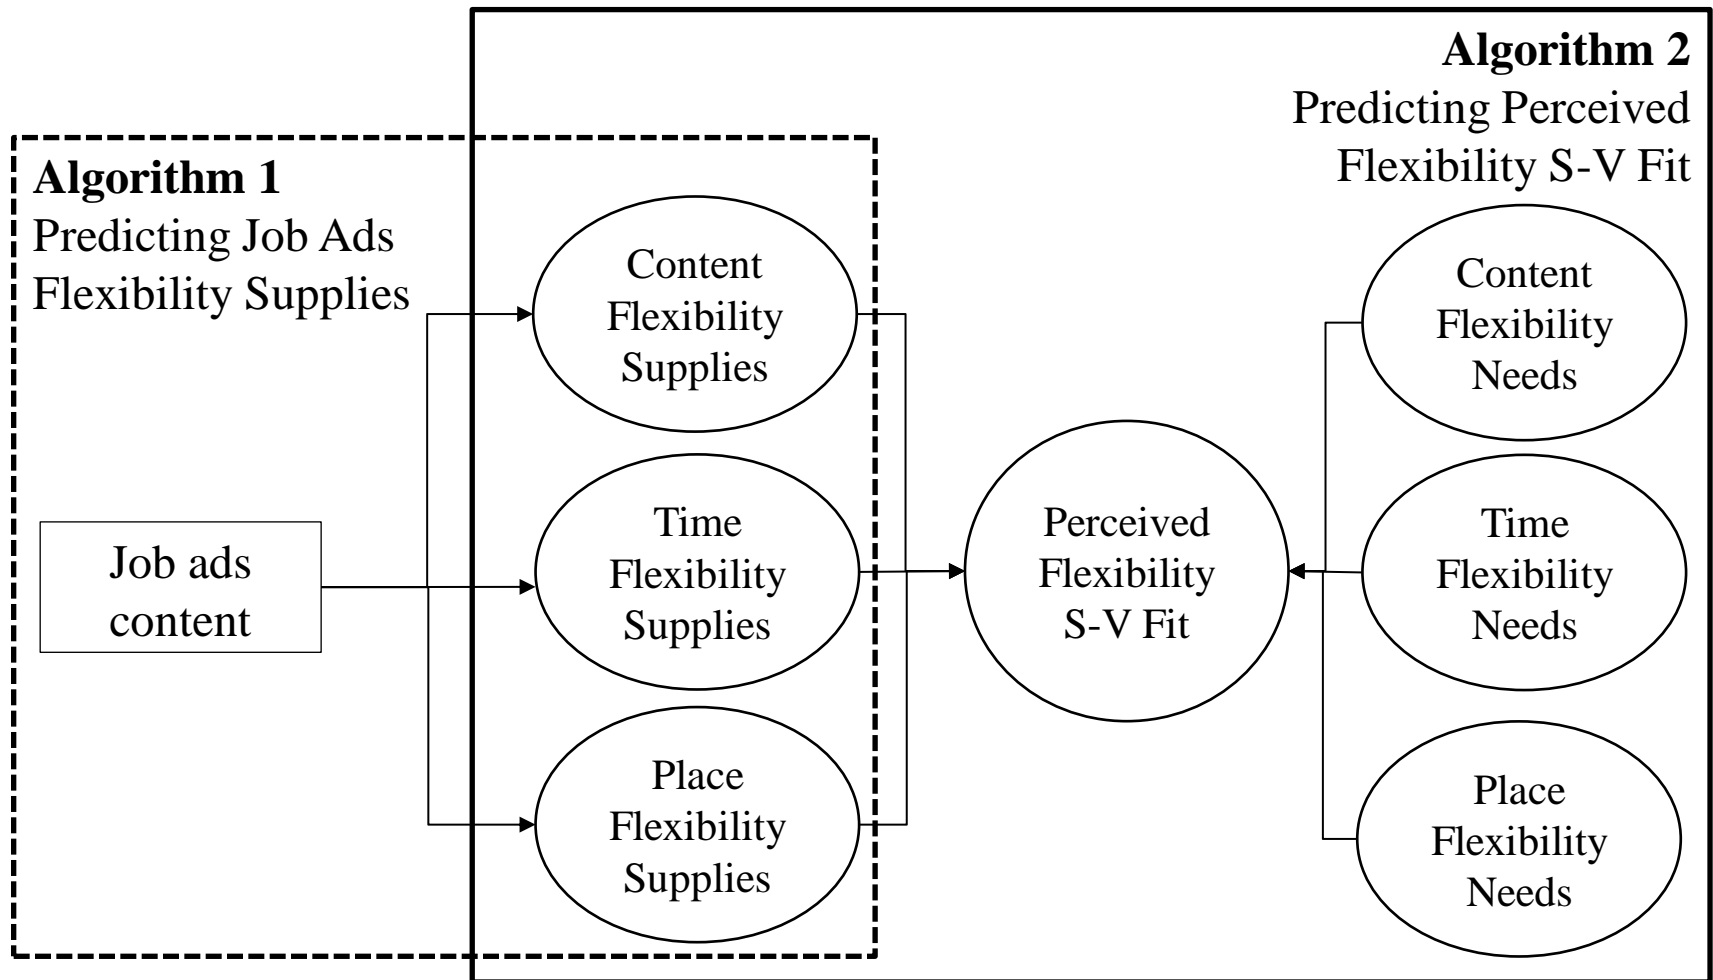 Algorithm 2
Predicting Perceived
Flexibility S-V Fit
Algorithm 1
Predicting Job Ads
Flexibility Supplies
Content
Flexibility
Supplies
Content
Flexibility
Needs
Job ads
content
Time
Flexibility
Supplies
Perceived
Flexibility
S-V Fit
Time
Flexibility
Needs
Place
Flexibility
Supplies
Place
Flexibility
Needs